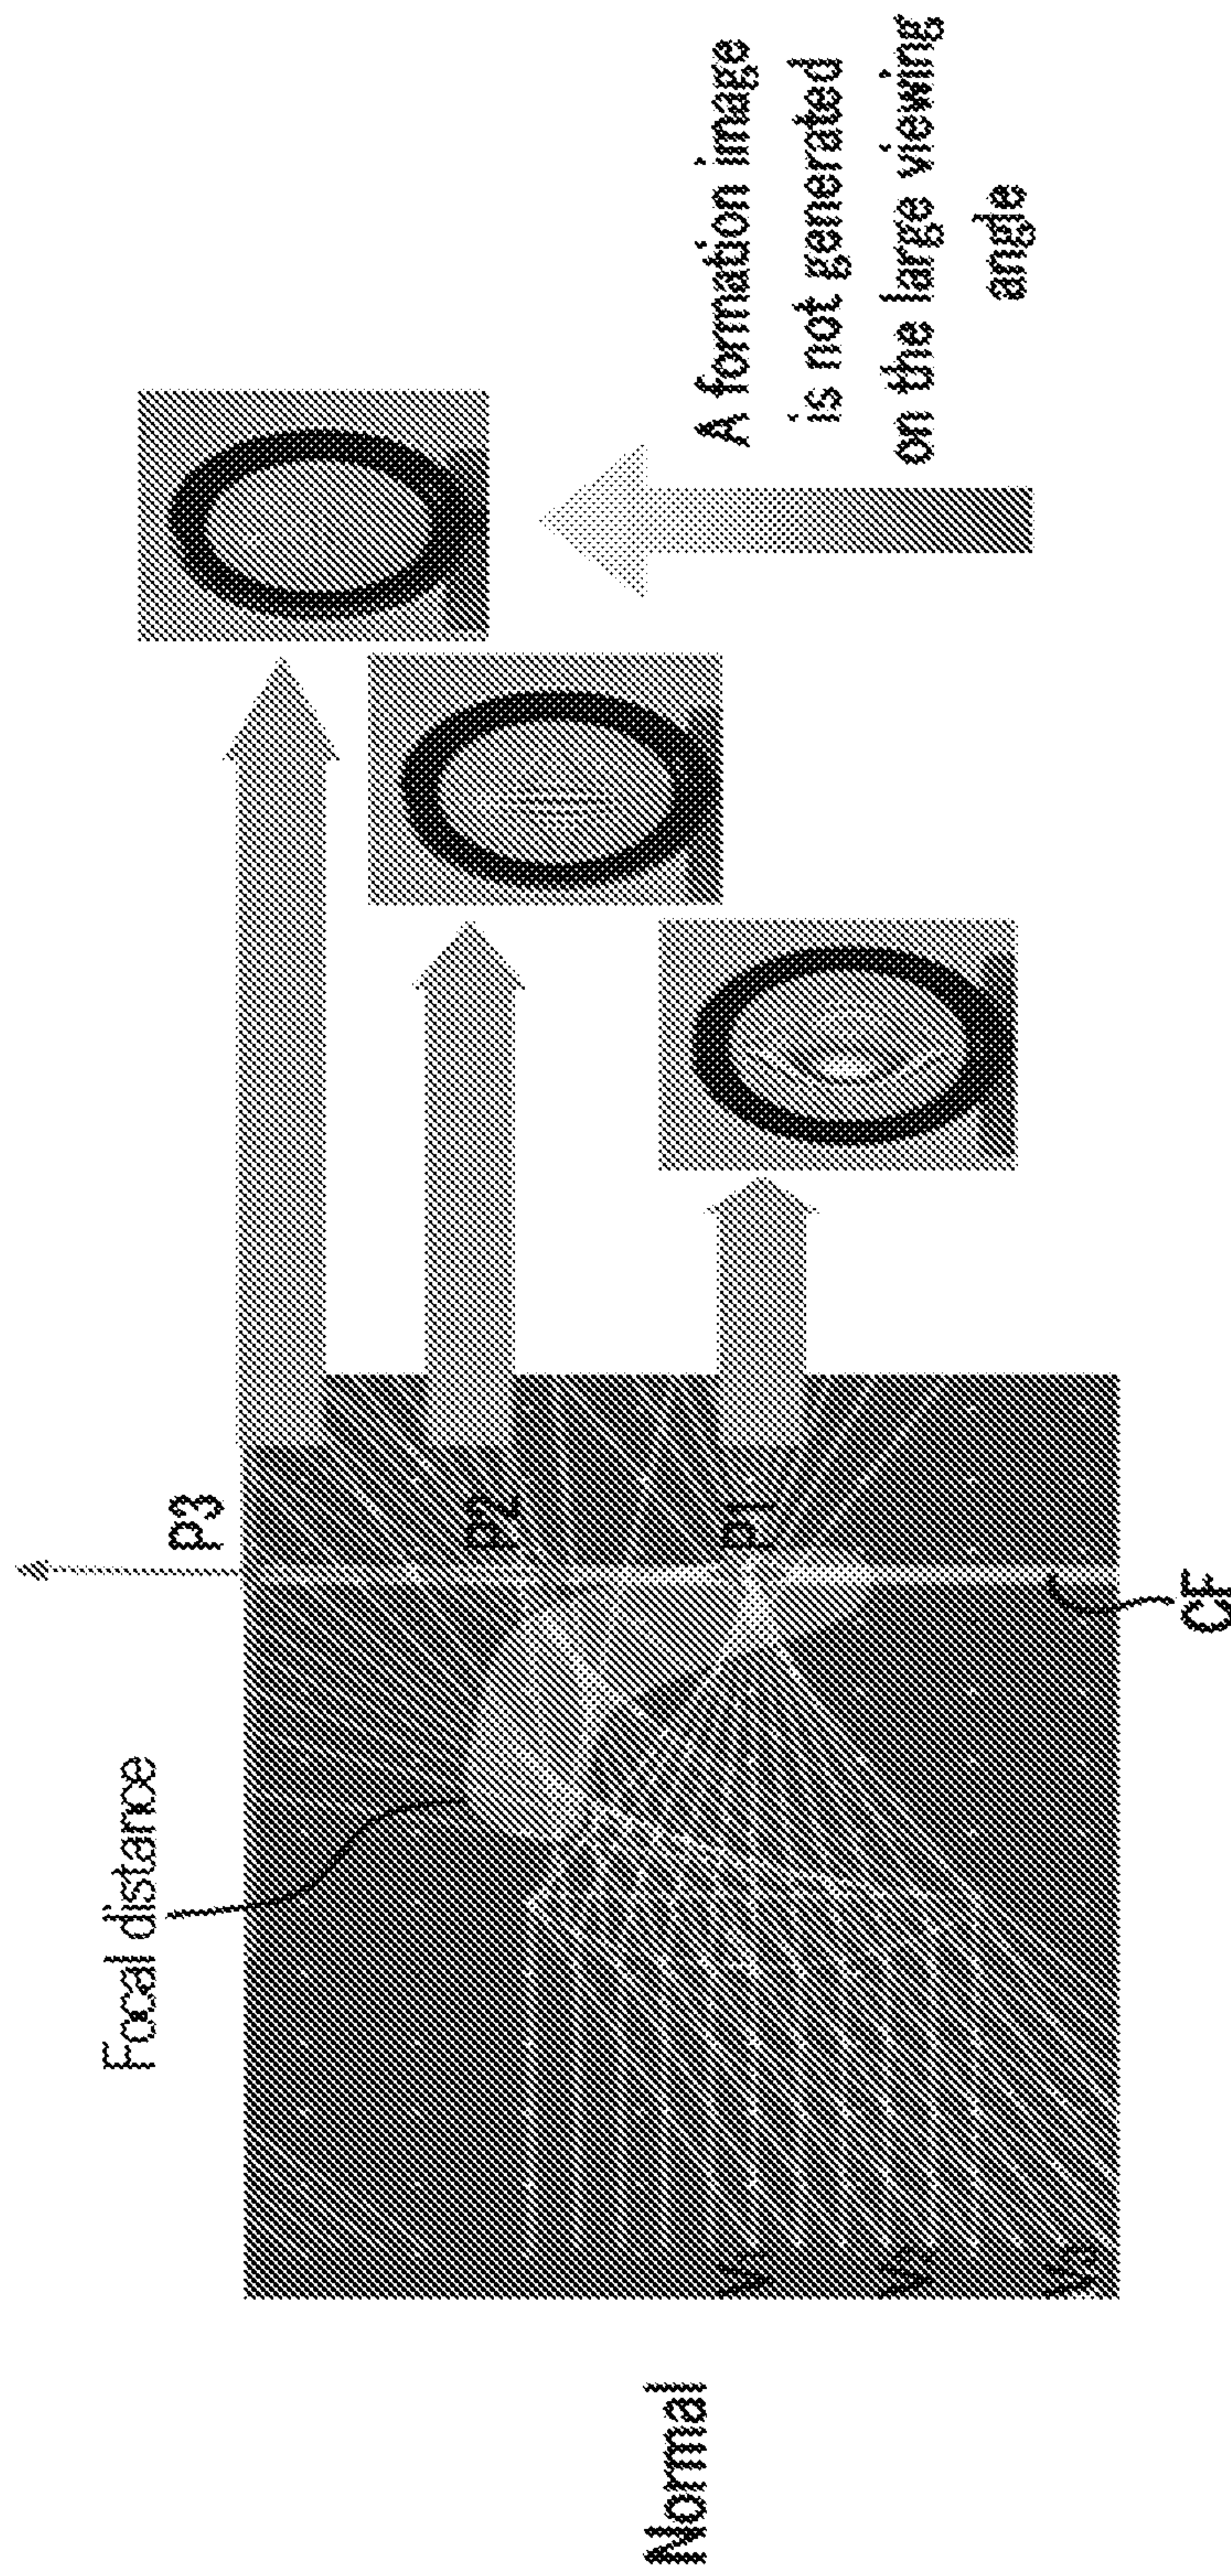 Normal
Focal distance
P3
P2
P1
CF
A formation image
is not generated
on the large viewing
angle